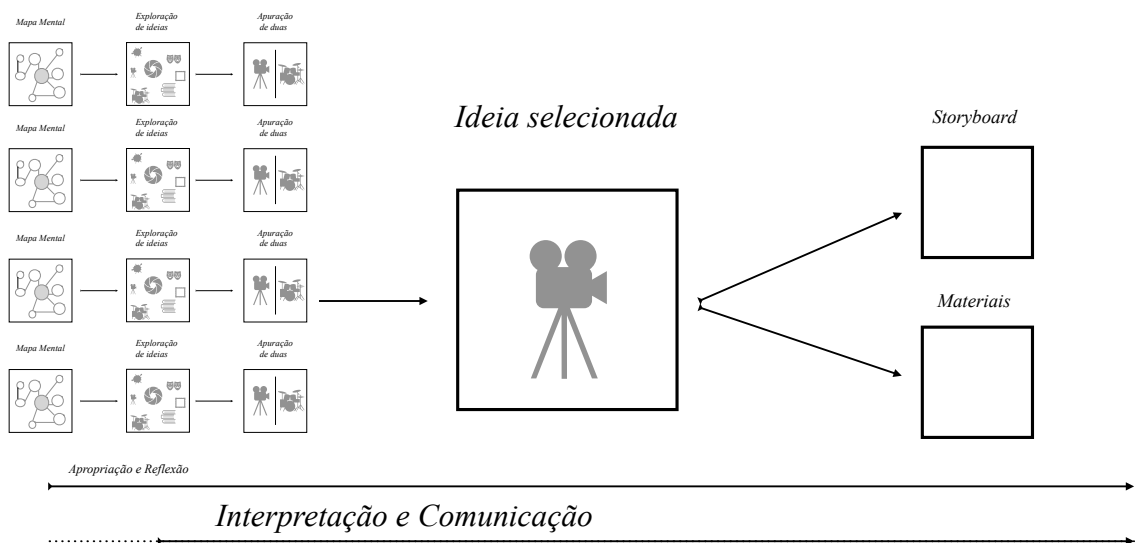 Mapa Mental
Exploração
de ideias
Apuração
de duas
Mapa Mental
Exploração
de ideias
Apuração
de duas
Mapa Mental
Exploração
de ideias
Apuração
de duas
Mapa Mental
Exploração
de ideias
Apuração
de duas
Ideia selecionada
Storyboard
Materiais
Apropriação e Reflexão
Interpretação e Comunicação